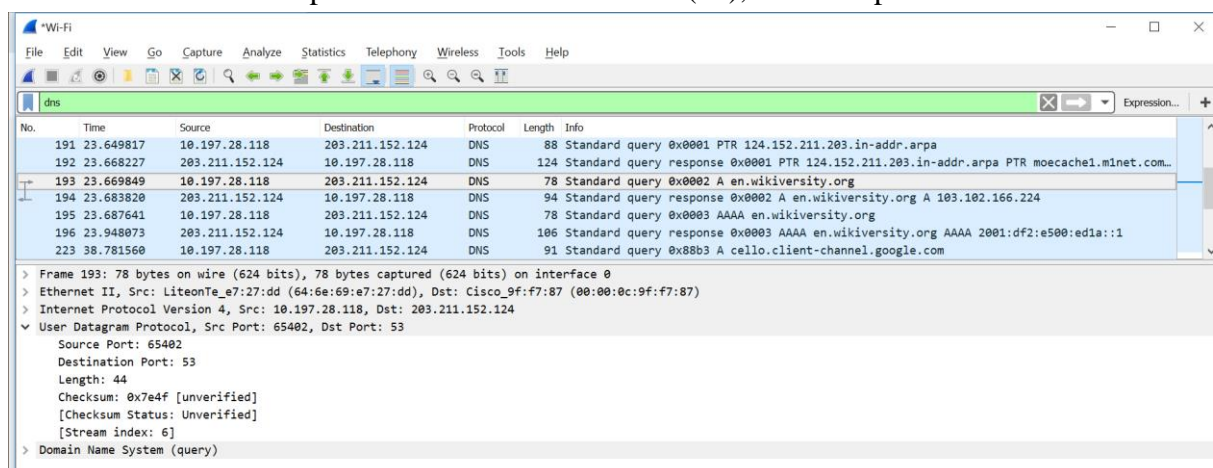 *Wi-Fi
File Edit View Go Capture Analyze Statistics Telephony Wireless Tools Help
dns
Expression... +
No. Time Source Destination Protocol Length Info
191 23.649817 10.197.28.118 203.211.152.124 DNS 88 Standard query 0x0001 PTR 124.152.211.203.in-addr.arpa
192 23.668227 203.211.152.124 10.197.28.118 DNS 124 Standard query response 0x0001 PTR 124.152.211.203.in-addr.arpa PTR moecache1.m1net.com…
193 23.669849 10.197.28.118 203.211.152.124 DNS 78 Standard query 0x0002 A en.wikiversity.org
194 23.683820 203.211.152.124 10.197.28.118 DNS 94 Standard query response 0x0002 A en.wikiversity.org A 103.102.166.224
195 23.687641 10.197.28.118 203.211.152.124 DNS 78 Standard query 0x0003 AAAA en.wikiversity.org
196 23.948073 203.211.152.124 10.197.28.118 DNS 106 Standard query response 0x0003 AAAA en.wikiversity.org AAAA 2001:df2:e500:ed1a::1
223 38.781560 10.197.28.118 203.211.152.124 DNS 91 Standard query 0x88b3 A cello.client-channel.google.com
> Frame 193: 78 bytes on wire (624 bits), 78 bytes captured (624 bits) on interface 0
> Ethernet II, Src: LiteonTe_e7:27:dd (64:6e:69:e7:27:dd), Dst: Cisco_9f:f7:87 (00:00:0c:9f:f7:87)
> Internet Protocol Version 4, Src: 10.197.28.118, Dst: 203.211.152.124
User Datagram Protocol, Src Port: 65402, Dst Port: 53
Source Port: 65402
Destination Port: 53
Length: 44
Checksum: 0x7e4f [unverified]
[Checksum Status: Unverified]
[Stream index: 6]
> Domain Name System (query)